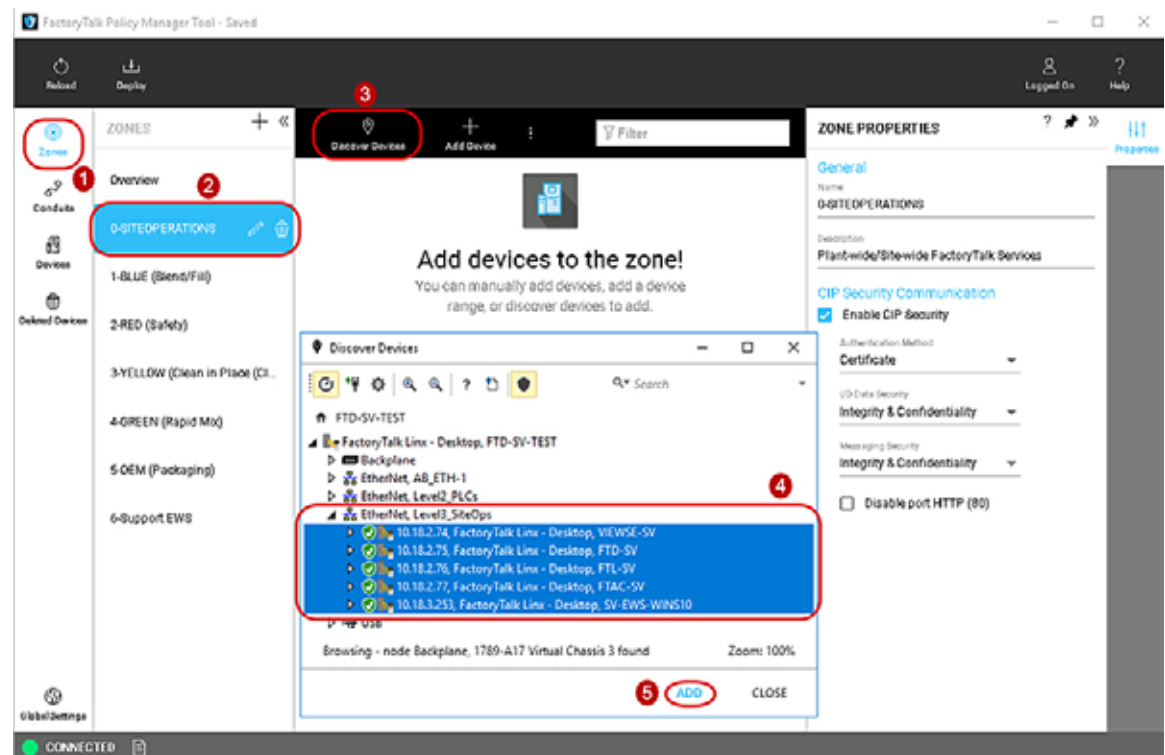 FactoryTalk Policy Manager Tool - Saved
Reload
Deploy
Logged On
Help
Zones
1
Conduits
Devices
Deleted Devices
Global Settings
ZONES
Overview
2
0-SITEOPERATIONS
1-BLUE (Blend/Fill)
2-RED (Safety)
3-YELLOW (Clean in Place (CI...
4-GREEN (Rapid Mix)
5-OEM (Packaging)
6-Support EWS
3
Discover Devices
Add Device
Filter
Add devices to the zone!
You can manually add devices, add a device
range, or discover devices to add.
Discover Devices
Search
FTD-SV-TEST
FactoryTalk Linx - Desktop, FTD-SV-TEST
Backplane
EtherNet, AB_ETH-1
EtherNet, Level2_PLCs
4
EtherNet, Level3_SiteOps
10.18.2.74, FactoryTalk Linx - Desktop, VIEWSE-SV
10.18.2.75, FactoryTalk Linx - Desktop, FTD-SV
10.18.2.76, FactoryTalk Linx - Desktop, FTL-SV
10.18.2.77, FactoryTalk Linx - Desktop, FTAC-SV
10.18.3.253, FactoryTalk Linx - Desktop, SV-EWS-WINS10
USB
Browsing - node Backplane, 1789-A17 Virtual Chassis 3 found
Zoom: 100%
5
ADD
CLOSE
ZONE PROPERTIES
?
Properties
General
Name
0-SITEOPERATIONS
Description
Plant-wide/Site-wide FactoryTalk Services
CIP Security Communication
Enable CIP Security
Authentication Method
Certificate
I/O Data Security
Integrity & Confidentiality
Messaging Security
Integrity & Confidentiality
Disable port HTTP (80)
CONNECTED